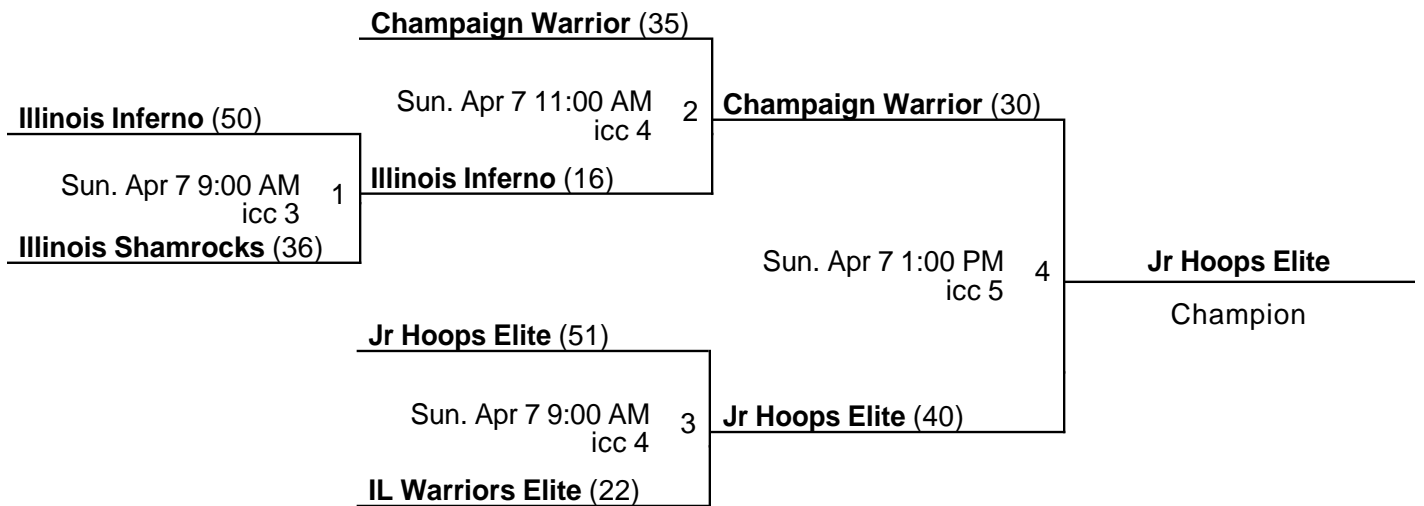 Champaign Warrior (35)
Sun. Apr 7 11:00 AM
icc 4
2
Champaign Warrior (30)
Illinois Inferno (50)
Sun. Apr 7 9:00 AM
icc 3
1
Illinois Inferno (16)
Illinois Shamrocks (36)
Sun. Apr 7 1:00 PM
icc 5
4
Jr Hoops Elite
Champion
Jr Hoops Elite (51)
Sun. Apr 7 9:00 AM
icc 4
3
Jr Hoops Elite (40)
IL Warriors Elite (22)